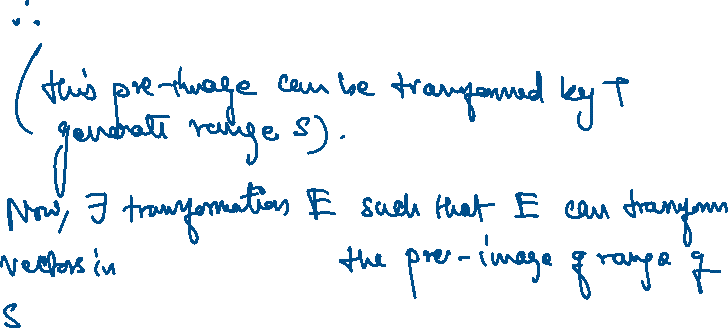 ∴
(this pre-image can be transformed by T
generate range S).
Now, ∃ transformation E such that E can transform
vectors in the pre-image of range of
S